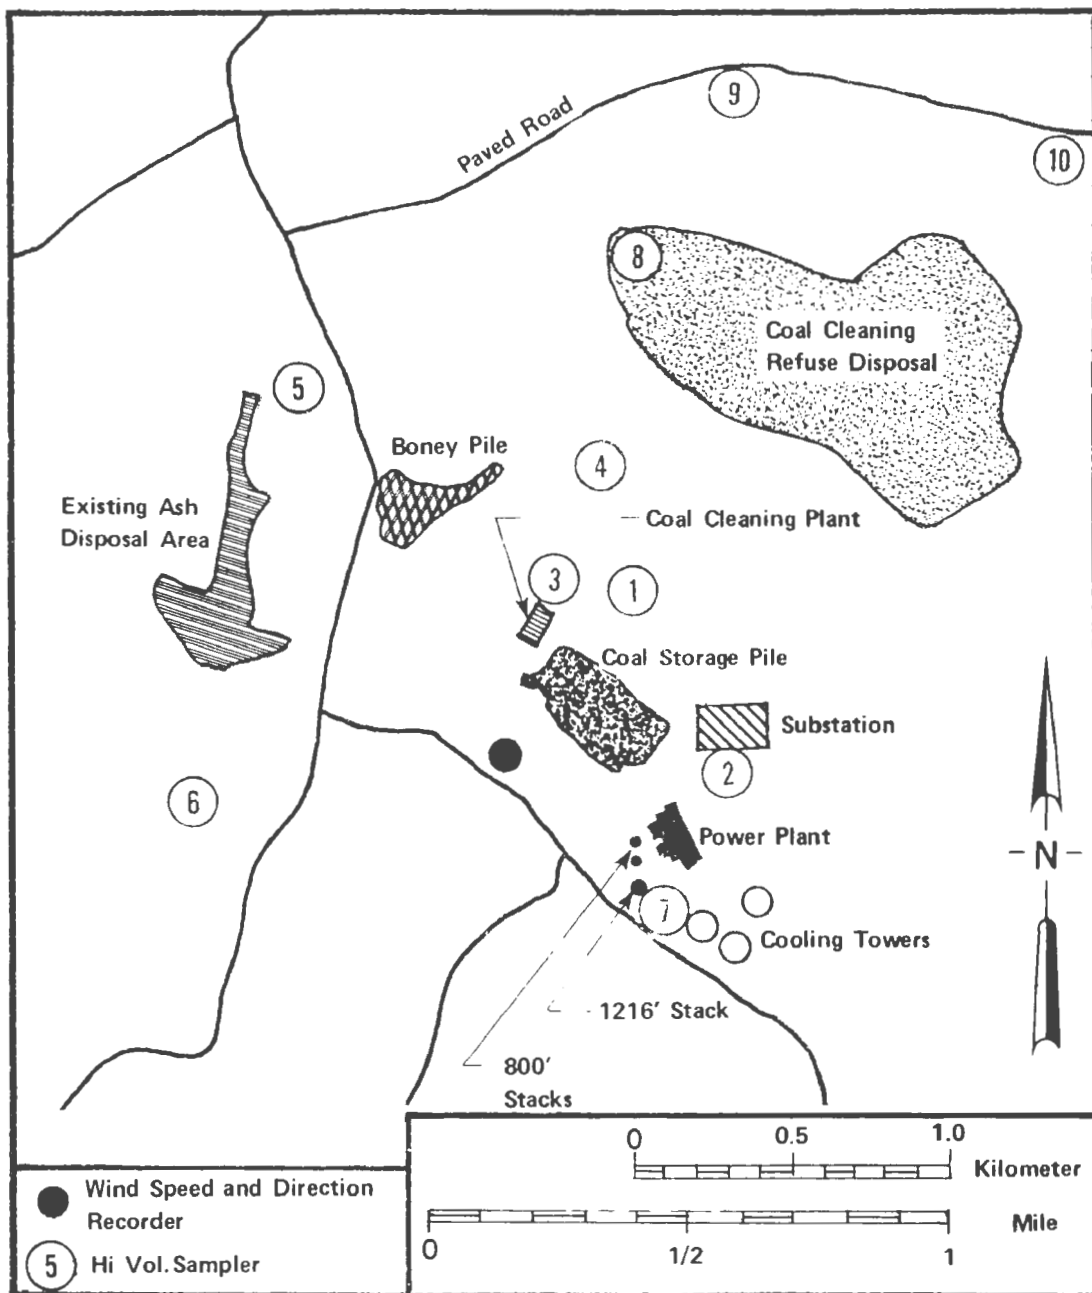 9
Paved Road
10
8
Coal Cleaning
Refuse Disposal
5
Boney Pile
4
Existing Ash
Disposal Area
Coal Cleaning Plant
3
1
Coal Storage Pile
Substation
2
6
Power Plant
N
7
Cooling Towers
1216' Stack
800'
Stacks
0 0.5 1.0
Kilometer
Mile
0 1/2 1
Wind Speed and Direction
Recorder
5 Hi Vol. Sampler